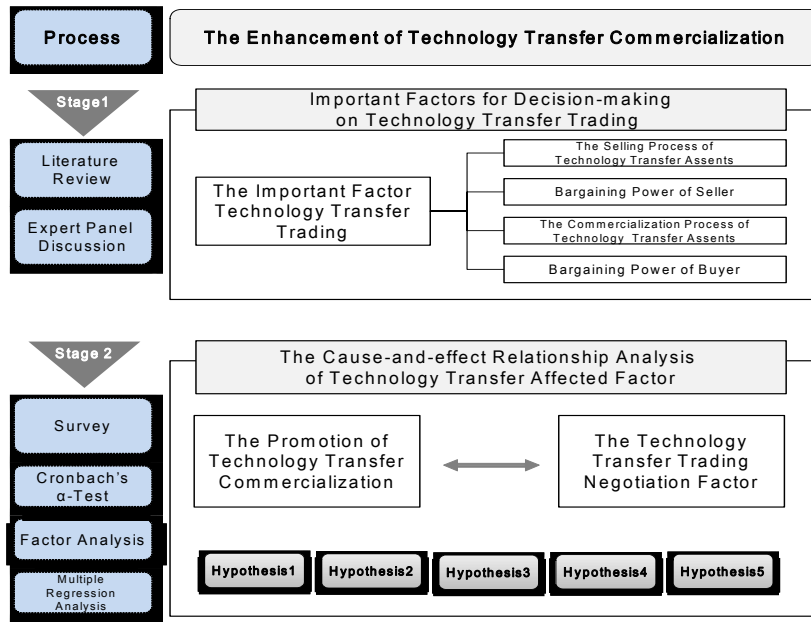 Process
The Enhancement of Technology Transfer Commercialization
Stage1
Literature
Review
Expert Panel
Discussion
Important Factors for Decision-making
on Technology Transfer Trading
The Important Factor
Technology Transfer
Trading
The Selling Process of
Technology Transfer Assents
Bargaining Power of Seller
The Commercialization Process of
Technology Transfer Assents
Bargaining Power of Buyer
Stage 2
Survey
Cronbach's
α-Test
Factor Analysis
Multiple
Regression
Analysis
The Cause-and-effect Relationship Analysis
of Technology Transfer Affected Factor
The Promotion of
Technology Transfer
Commercialization
The Technology
Transfer Trading
Negotiation Factor
Hypothesis1
Hypothesis2
Hypothesis3
Hypothesis4
Hypothesis5